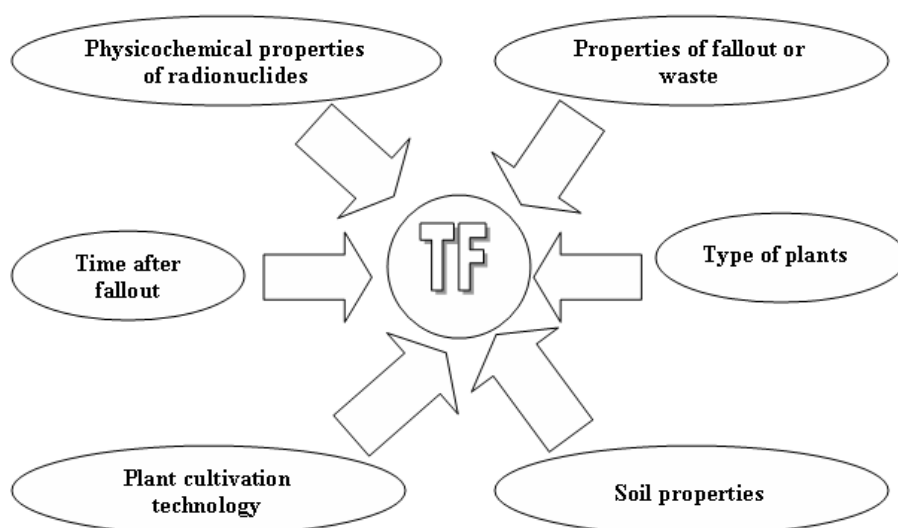 Physicochemical properties
of radionuclides
Properties of fallout or
waste
TF
Time after
fallout
Type of plants
Plant cultivation
technology
Soil properties